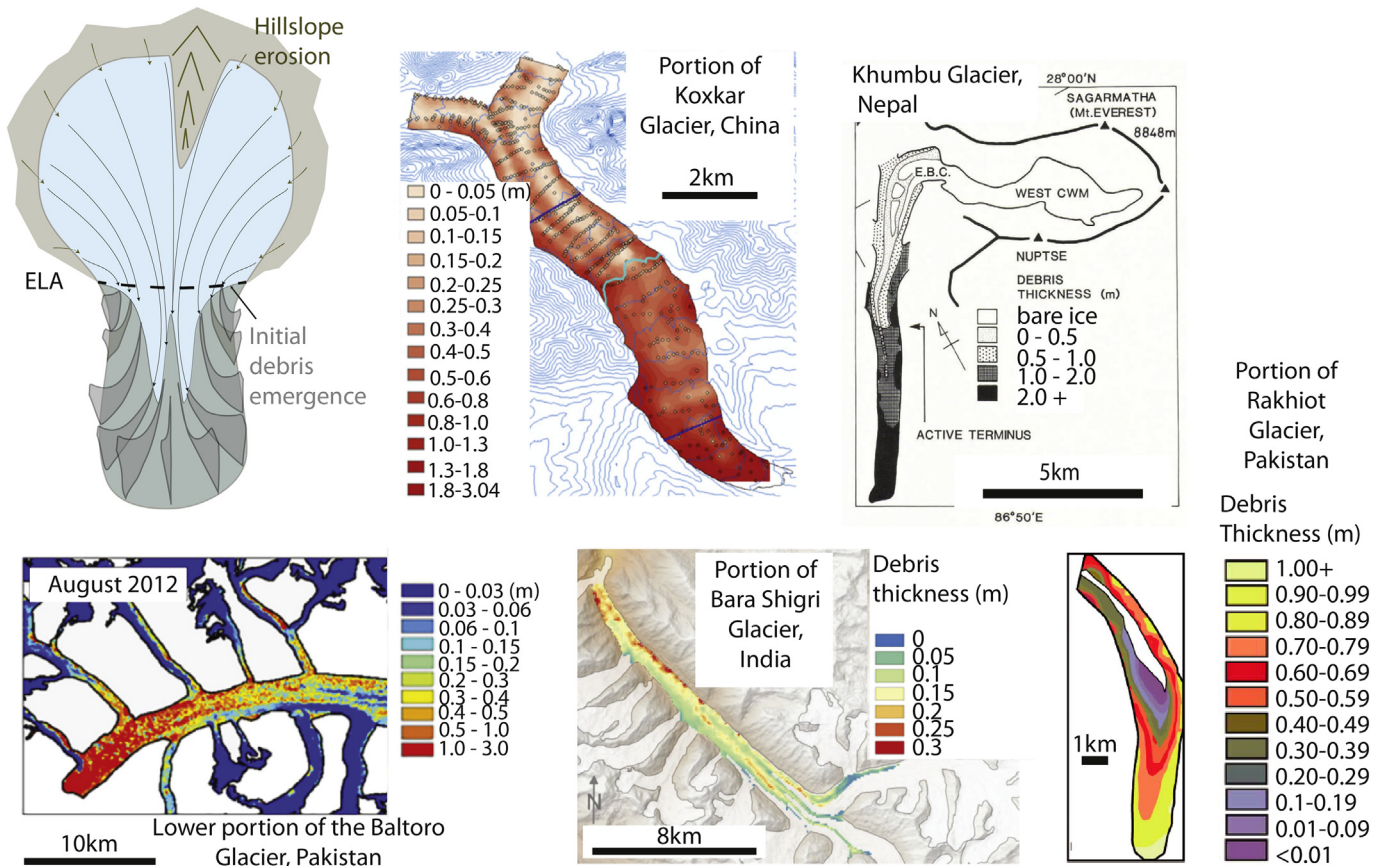 Hillslope
erosion
ELA
Initial
debris
emergence
Portion of
Koxkar
Glacier, China
2km
0 - 0.05 (m)
0.05-0.1
0.1-0.15
0.15-0.2
0.2-0.25
0.25-0.3
0.3-0.4
0.4-0.5
0.5-0.6
0.6-0.8
0.8-1.0
1.0-1.3
1.3-1.8
1.8-3.04
Khumbu Glacier,
Nepal
28°00'N
SAGARMATHA
(Mt.EVEREST)
8848m
E.B.C.
WEST CWM
NUPTSE
DEBRIS
THICKNESS (m)
N
bare ice
0 - 0.5
0.5 - 1.0
1.0 - 2.0
2.0 +
ACTIVE TERMINUS
5km
86°50'E
August 2012
0 - 0.03 (m)
0.03 - 0.06
0.06 - 0.1
0.1 - 0.15
0.15 - 0.2
0.2 - 0.3
0.3 - 0.4
0.4 - 0.5
0.5 - 1.0
1.0 - 3.0
10km
Lower portion of the Baltoro
Glacier, Pakistan
Portion of
Bara Shigri
Glacier,
India
N
8km
Debris
thickness (m)
0
0.05
0.1
0.15
0.2
0.25
0.3
Portion of
Rakhiot
Glacier,
Pakistan
1km
Debris
Thickness (m)
1.00+
0.90-0.99
0.80-0.89
0.70-0.79
0.60-0.69
0.50-0.59
0.40-0.49
0.30-0.39
0.20-0.29
0.1-0.19
0.01-0.09
<0.01